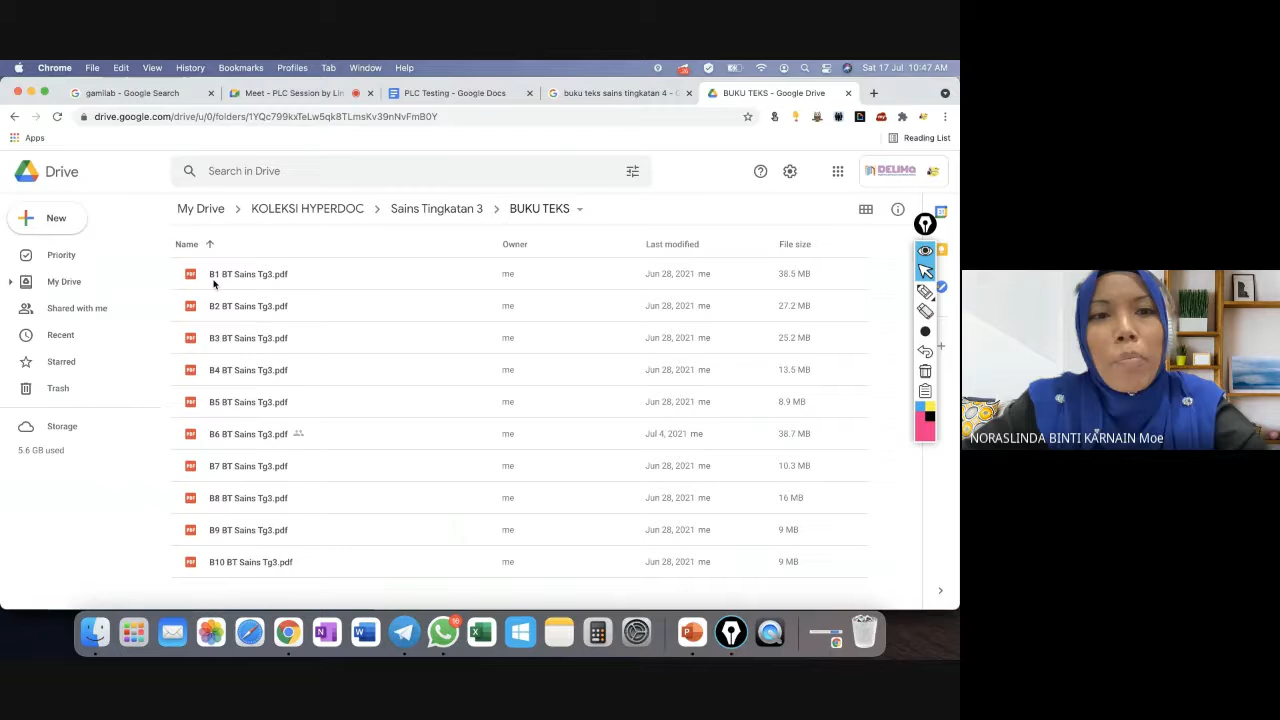 Chrome File Edit View History Bookmarks Profiles Tab Window Help Sat 17 Jul 10:47 AM
gamilab - Google Search Meet - PLC Session by Lin PLC Testing - Google Docs buku teks sains tingkatan 4 - G BUKU TEKS - Google Drive
drive.google.com/drive/u/0/folders/1YQc799kxTeLw5qk8TLmsKv39nNvFmB0Y
Apps Reading List
Drive Search in Drive DELIMa
New
My Drive KOLEKSI HYPERDOC Sains Tingkatan 3 BUKU TEKS
Name Owner Last modified File size
Priority
My Drive
Shared with me
Recent
Starred
Trash
Storage
5.6 GB used
B1 BT Sains Tg3.pdf me Jun 28, 2021 me 38.5 MB
B2 BT Sains Tg3.pdf me Jun 28, 2021 me 27.2 MB
B3 BT Sains Tg3.pdf me Jun 28, 2021 me 25.2 MB
B4 BT Sains Tg3.pdf me Jun 28, 2021 me 13.5 MB
B5 BT Sains Tg3.pdf me Jun 28, 2021 me 8.9 MB
B6 BT Sains Tg3.pdf me Jul 4, 2021 me 38.7 MB
B7 BT Sains Tg3.pdf me Jun 28, 2021 me 10.3 MB
B8 BT Sains Tg3.pdf me Jun 28, 2021 me 16 MB
B9 BT Sains Tg3.pdf me Jun 28, 2021 me 9 MB
B10 BT Sains Tg3.pdf me Jun 28, 2021 me 9 MB
NORASLINDA BINTI KARNAIN Moe